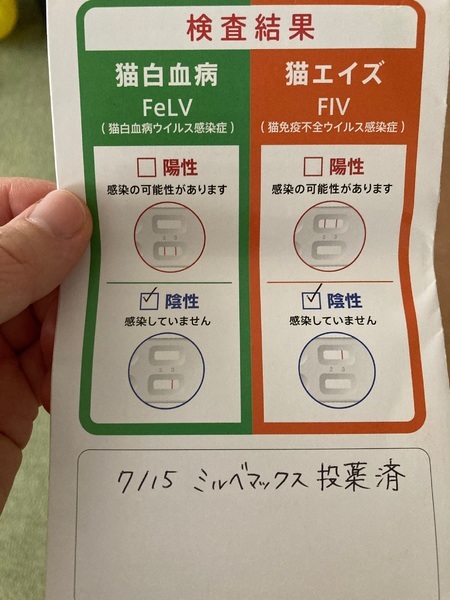 検査結果
猫白血病
FeLV
(猫白血病ウイルス感染症)
□ 陽性
感染の可能性があります
☑ 陰性
感染していません
猫エイズ
FIV
(猫免疫不全ウイルス感染症)
□ 陽性
感染の可能性があります
☑ 陰性
感染していません
7/15 ミルベマックス 投薬済